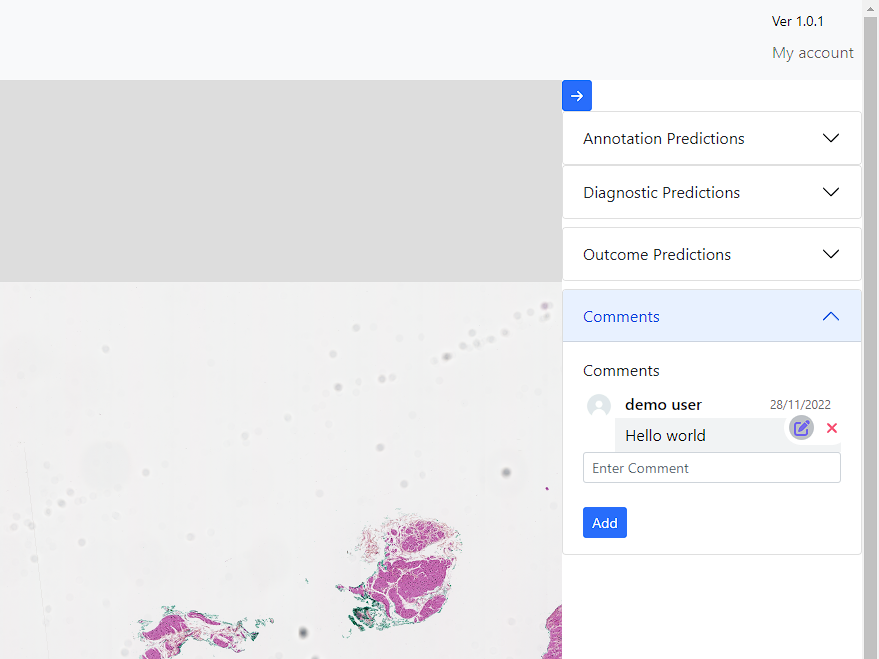 Ver 1.0.1
My account
Annotation Predictions
Diagnostic Predictions
Outcome Predictions
Comments
Comments
demo user 28/11/2022
Hello world
Enter Comment
Add